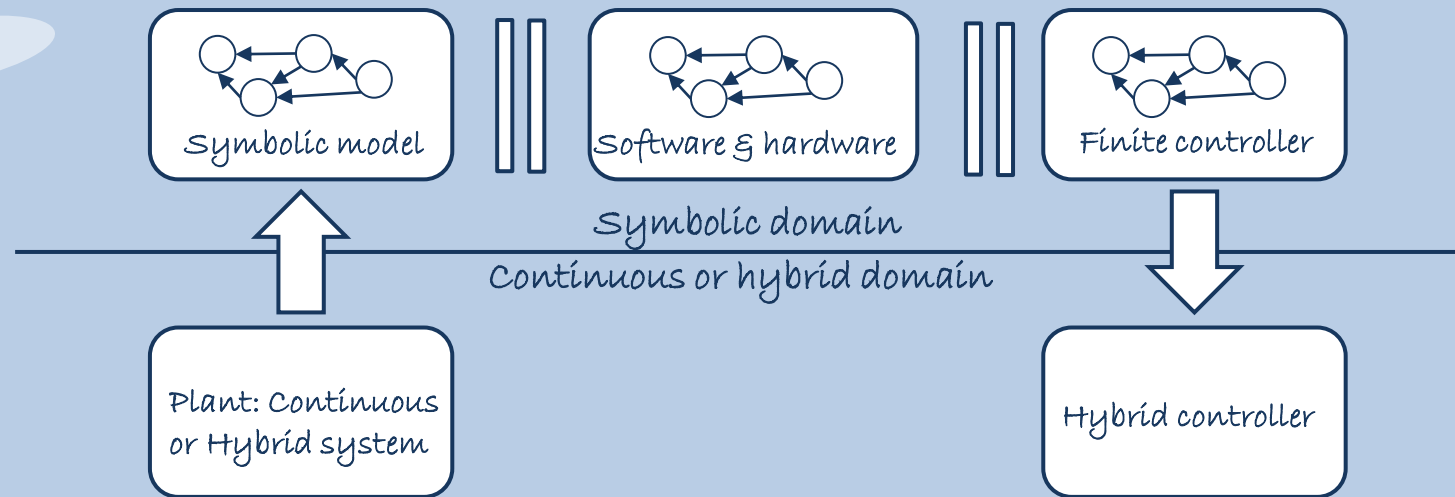 Symbolic model
Software & hardware
Finite controller
Symbolic domain
Continuous or hybrid domain
Plant: Continuous
or Hybrid system
Hybrid controller